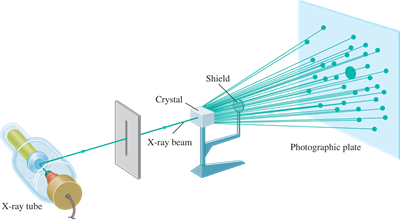 Shield
Crystal
X-ray beam
Photographic plate
X-ray tube